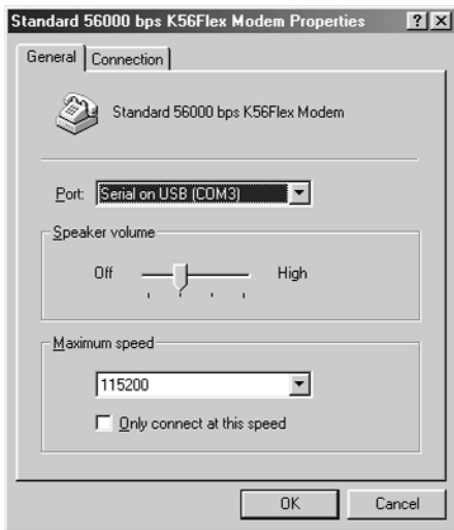 Standard 56000 bps K56Flex Modem Properties ? ×
General Connection
Standard 56000 bps K56Flex Modem
Port: Serial on USB (COM3)
Speaker volume
Off High
Maximum speed
115200
Only connect at this speed
OK Cancel